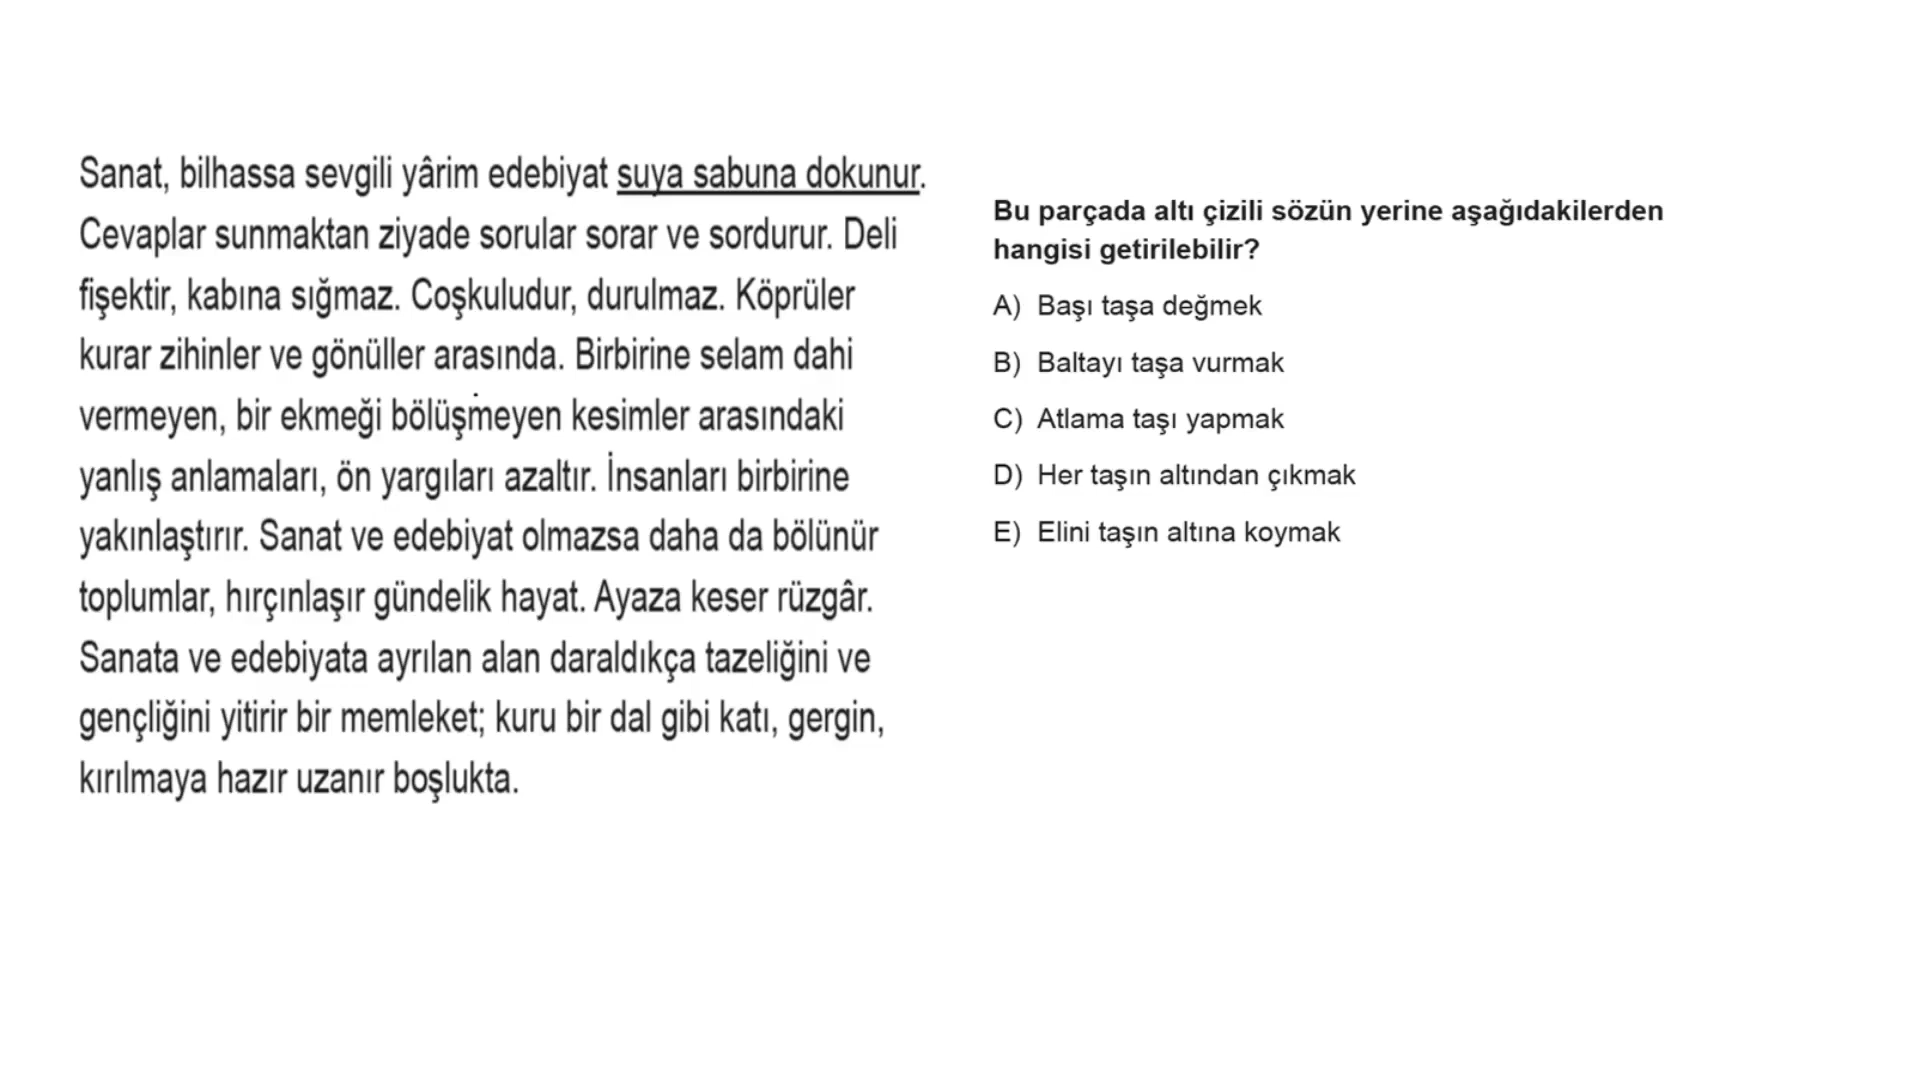 Sanat, bilhassa sevgili yârim edebiyat suya sabuna dokunur.
Cevaplar sunmaktan ziyade sorular sorar ve sordurur. Deli
fişektir, kabına sığmaz. Coşkuludur, durulmaz. Köprüler
kurar zihinler ve gönüller arasında. Birbirine selam dahi
vermeyen, bir ekmeği bölüşmeyen kesimler arasındaki
yanlış anlamaları, ön yargıları azaltır. İnsanları birbirine
yakınlaştırır. Sanat ve edebiyat olmazsa daha da bölünür
toplumlar, hırçınlaşır gündelik hayat. Ayaza keser rüzgâr.
Sanata ve edebiyata ayrılan alan daraldıkça tazeliğini ve
gençliğini yitirir bir memleket; kuru bir dal gibi katı, gergin,
kırılmaya hazır uzanır boşlukta.
Bu parçada altı çizili sözün yerine aşağıdakilerden
hangisi getirilebilir?
A) Başı taşa değmek
B) Baltayı taşa vurmak
C) Atlama taşı yapmak
D) Her taşın altından çıkmak
E) Elini taşın altına koymak